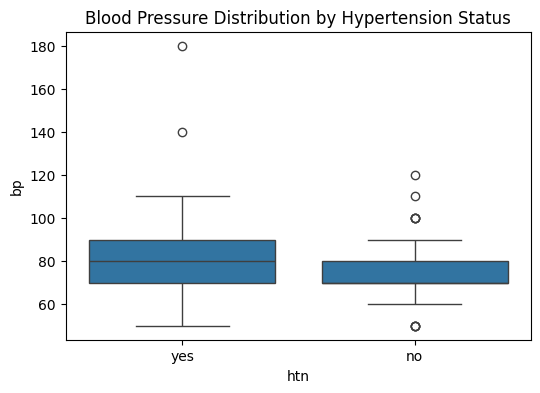 Blood Pressure Distribution by Hypertension Status
180
160
140
120
100
80
60
bp
yes no
htn